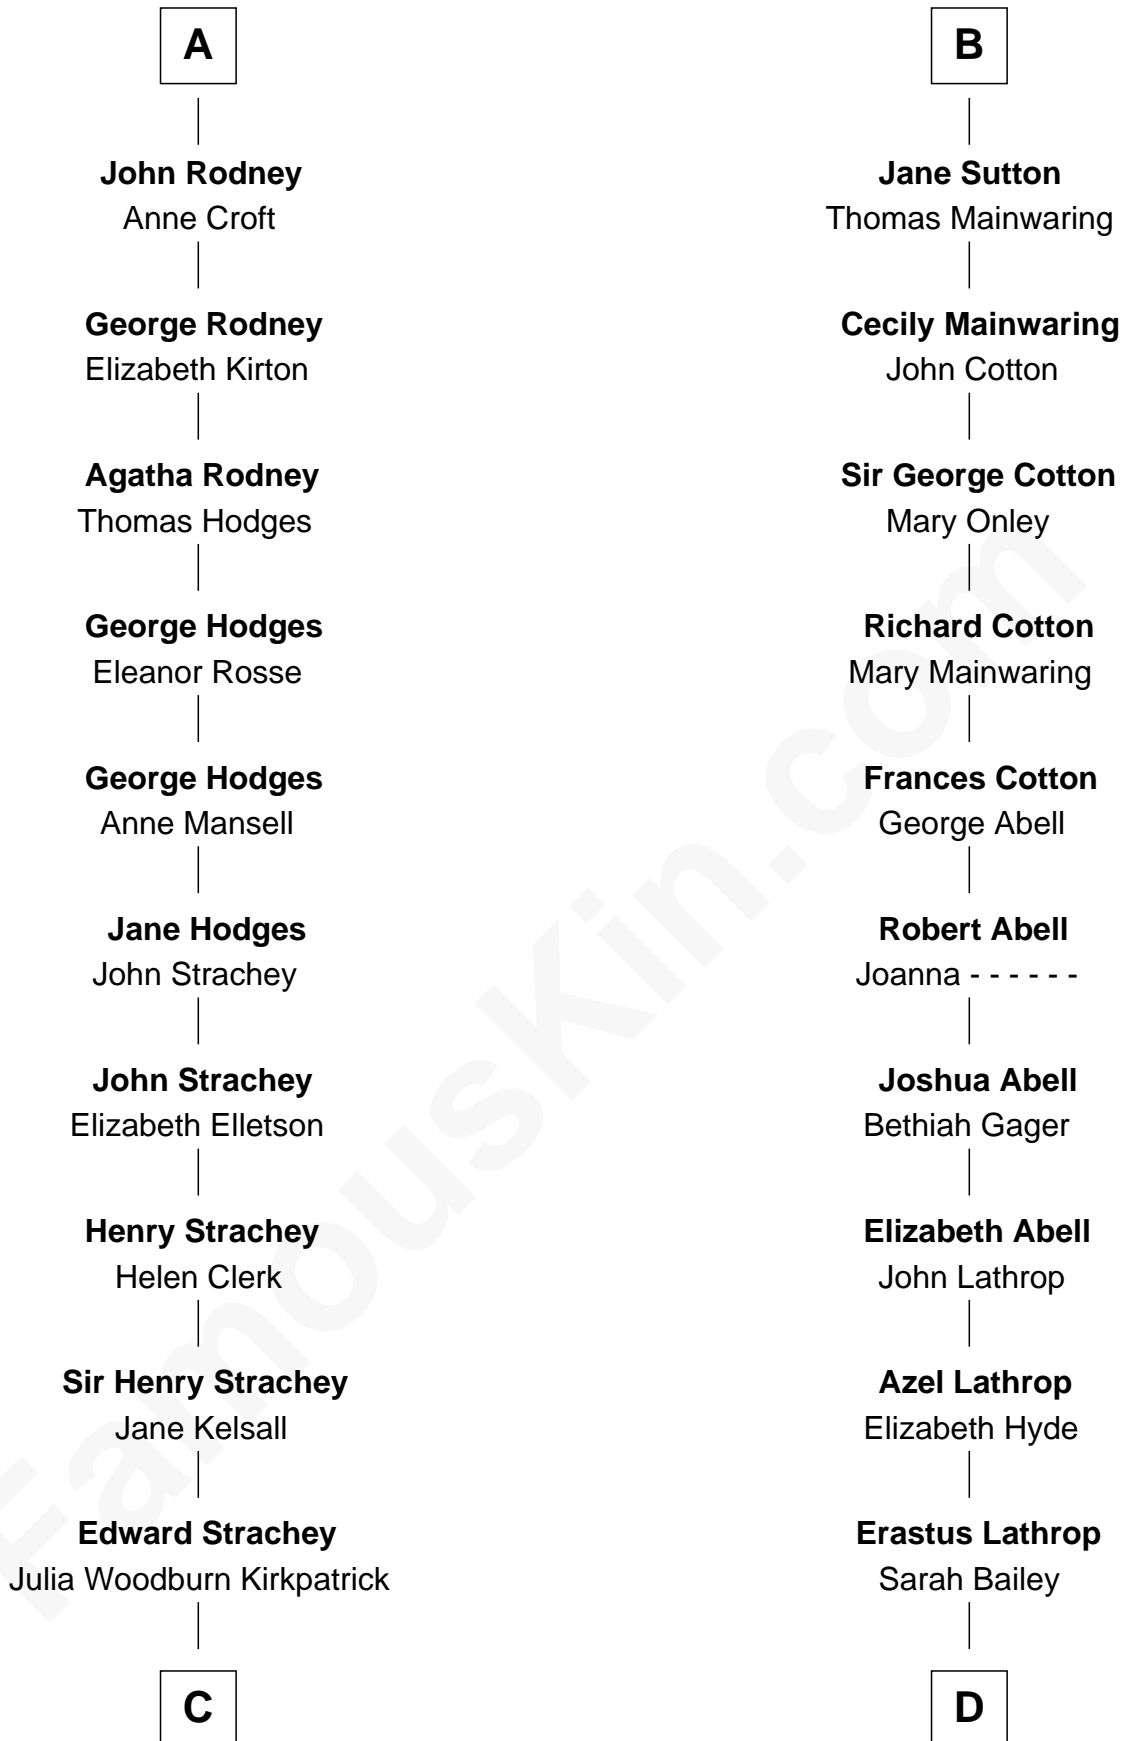 A
John Rodney
Anne Croft
George Rodney
Elizabeth Kirton
Agatha Rodney
Thomas Hodges
George Hodges
Eleanor Rosse
George Hodges
Anne Mansell
Jane Hodges
John Strachey
John Strachey
Elizabeth Elletson
Henry Strachey
Helen Clerk
Sir Henry Strachey
Jane Kelsall
Edward Strachey
Julia Woodburn Kirkpatrick
C
B
Jane Sutton
Thomas Mainwaring
Cecily Mainwaring
John Cotton
Sir George Cotton
Mary Onley
Richard Cotton
Mary Mainwaring
Frances Cotton
George Abell
Robert Abell
Joanna - - - - - -
Joshua Abell
Bethiah Gager
Elizabeth Abell
John Lathrop
Azel Lathrop
Elizabeth Hyde
Erastus Lathrop
Sarah Bailey
D
FamousKin.com